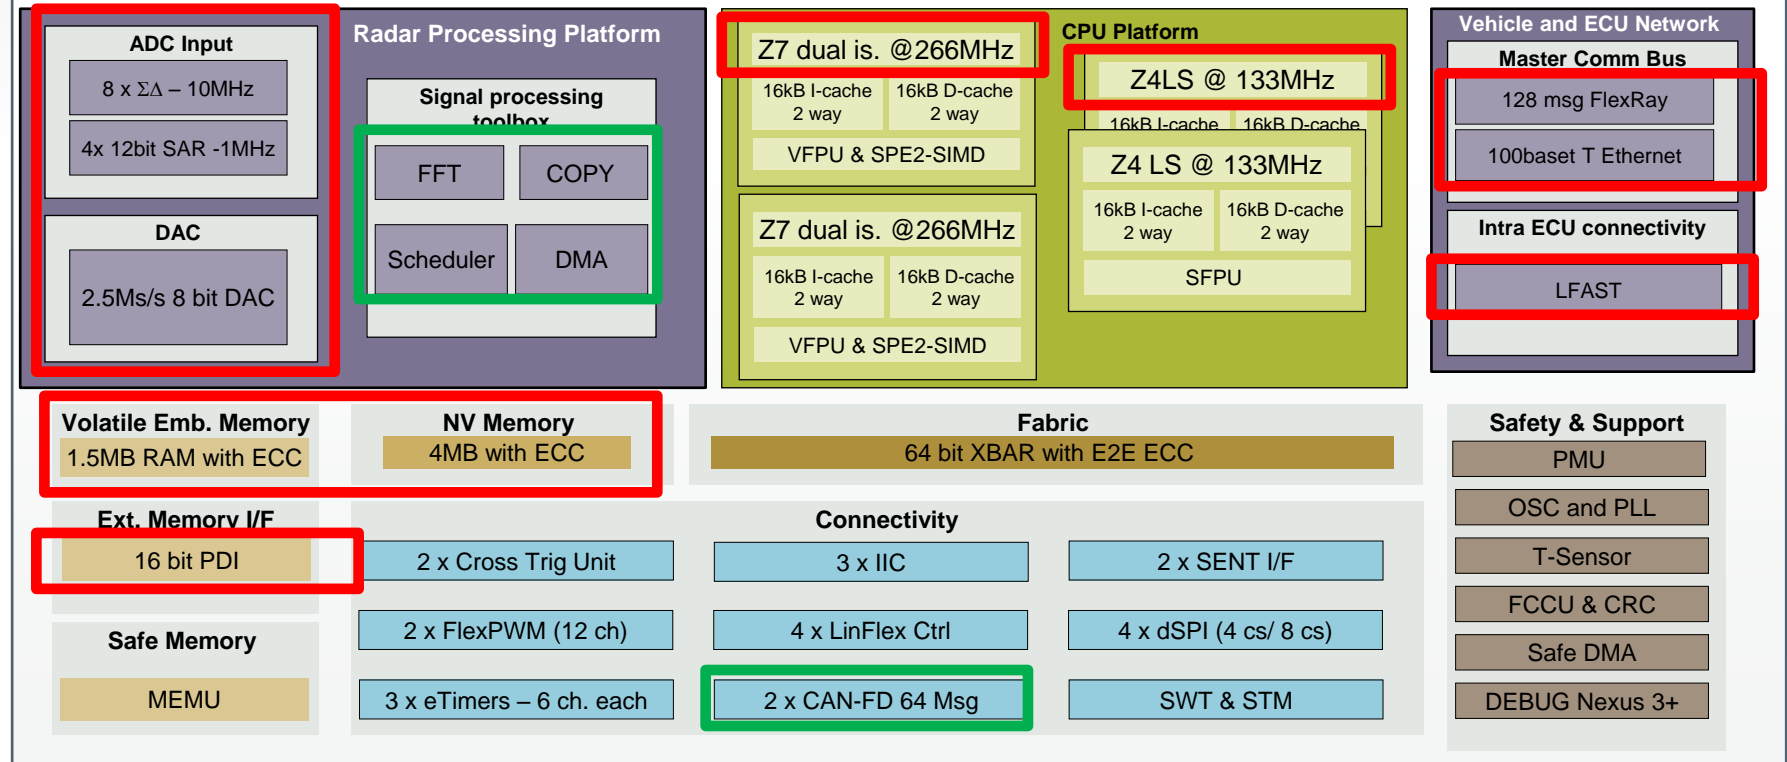 Radar Processing Platform
ADC Input
8 x ΣΔ – 10MHz
4x 12bit SAR -1MHz
DAC
2.5Ms/s 8 bit DAC
Signal processing
toolbox
FFT
COPY
Scheduler
DMA
CPU Platform
Z7 dual is. @266MHz
16kB I-cache
2 way
16kB D-cache
2 way
VFPU & SPE2-SIMD
Z7 dual is. @266MHz
16kB I-cache
2 way
16kB D-cache
2 way
VFPU & SPE2-SIMD
Z4LS @ 133MHz
16kB I-cache
16kB D-cache
Z4 LS @ 133MHz
16kB I-cache
2 way
16kB D-cache
2 way
SFPU
Vehicle and ECU Network
Master Comm Bus
128 msg FlexRay
100baset T Ethernet
Intra ECU connectivity
LFAST
Volatile Emb. Memory
1.5MB RAM with ECC
NV Memory
4MB with ECC
Fabric
64 bit XBAR with E2E ECC
Ext. Memory I/F
16 bit PDI
Safe Memory
MEMU
Connectivity
2 x Cross Trig Unit
3 x IIC
2 x SENT I/F
2 x FlexPWM (12 ch)
4 x LinFlex Ctrl
4 x dSPI (4 cs/ 8 cs)
3 x eTimers – 6 ch. each
2 x CAN-FD 64 Msg
SWT & STM
Safety & Support
PMU
OSC and PLL
T-Sensor
FCCU & CRC
Safe DMA
DEBUG Nexus 3+